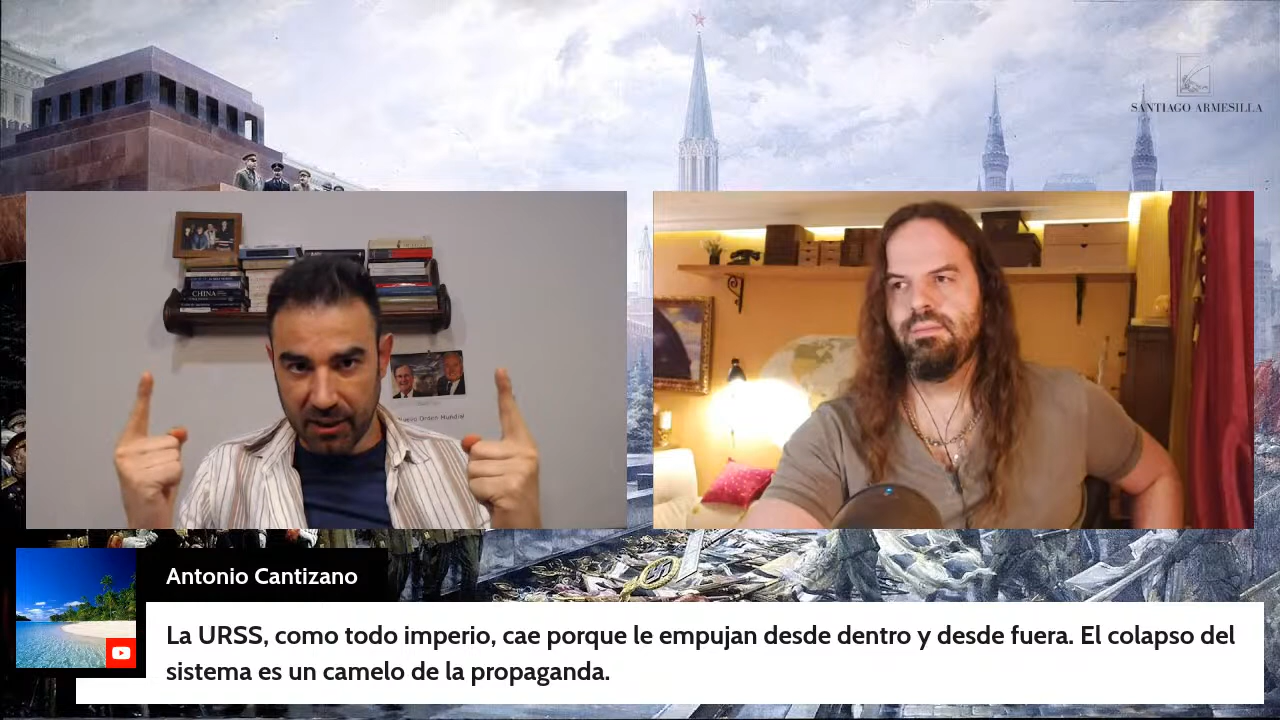 SANTIAGO ARMESILLA
CHINA
Nuevo Orden Mundial
Antonio Cantizano
La URSS, como todo imperio, cae porque le empujan desde dentro y desde fuera. El colapso del
sistema es un camelo de la propaganda.